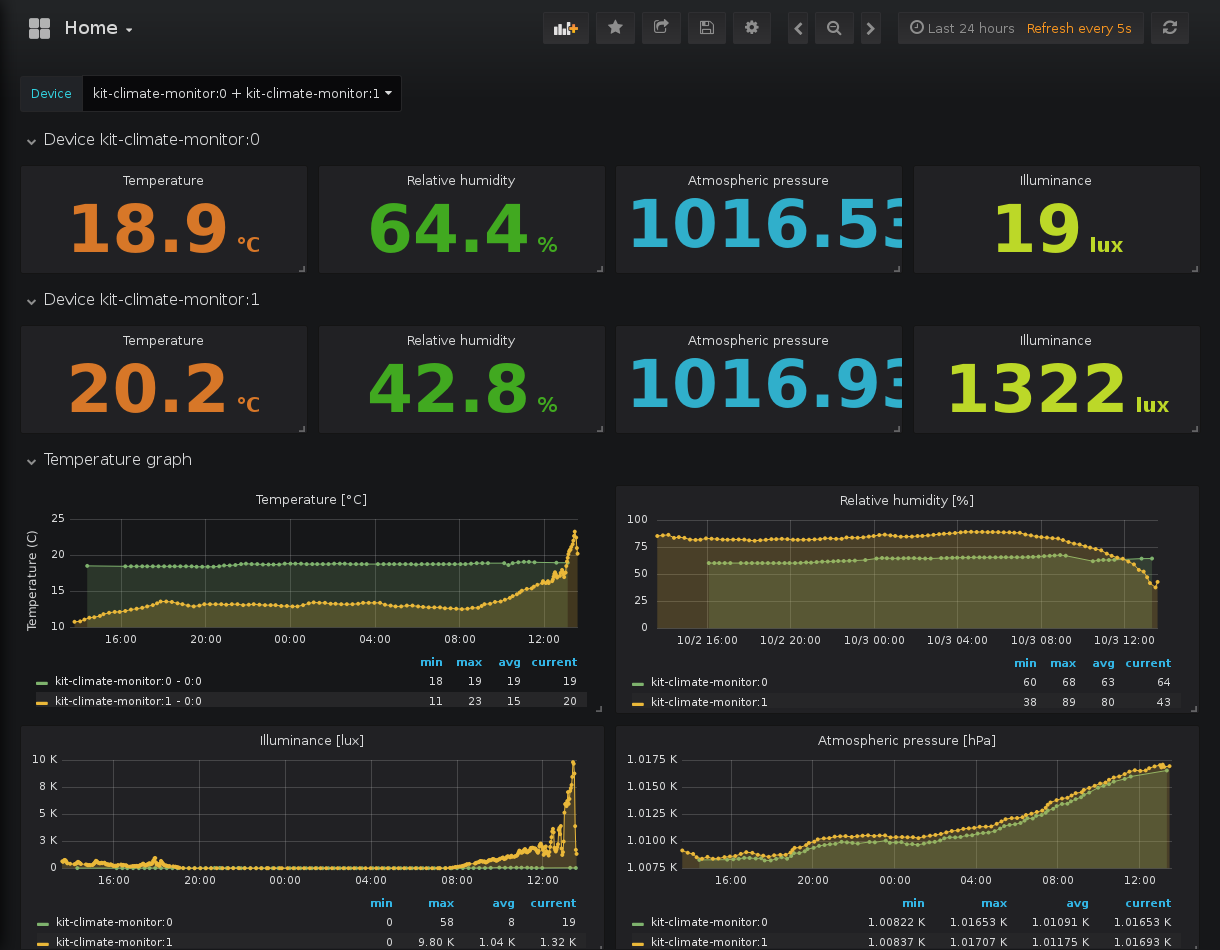 Home
Last 24 hours Refresh every 5s
Device kit-climate-monitor:0 + kit-climate-monitor:1
Device kit-climate-monitor:0
Temperature Relative humidity Atmospheric pressure Illuminance
18.9 °C 64.4 % 1016.53 19 lux
Device kit-climate-monitor:1
Temperature Relative humidity Atmospheric pressure Illuminance
20.2 °C 42.8 % 1016.93 1322 lux
Temperature graph
Temperature [°C]
Temperature (C)
25
20
15
10
16:00 20:00 00:00 04:00 08:00 12:00
min max avg current
kit-climate-monitor:0 - 0:0 18 19 19 19
kit-climate-monitor:1 - 0:0 11 23 15 20
Relative humidity [%]
100
75
50
25
0
10/2 16:00 10/2 20:00 10/3 00:00 10/3 04:00 10/3 08:00 10/3 12:00
min max avg current
kit-climate-monitor:0 60 68 63 64
kit-climate-monitor:1 38 89 80 43
Illuminance [lux]
10 K
8 K
5 K
3 K
0
16:00 20:00 00:00 04:00 08:00 12:00
min max avg current
kit-climate-monitor:0 0 58 8 19
kit-climate-monitor:1 0 9.80 K 1.04 K 1.32 K
Atmospheric pressure [hPa]
1.0175 K
1.0150 K
1.0125 K
1.0100 K
1.0075 K
16:00 20:00 00:00 04:00 08:00 12:00
min max avg current
kit-climate-monitor:0 1.00822 K 1.01653 K 1.01091 K 1.01653 K
kit-climate-monitor:1 1.00837 K 1.01707 K 1.01175 K 1.01693 K